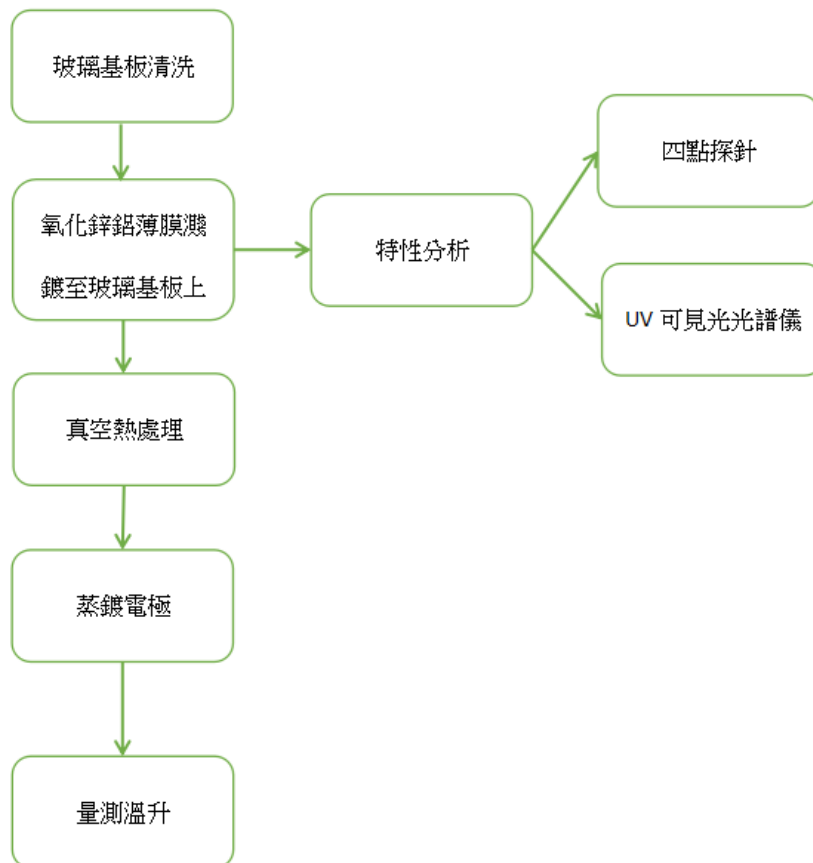 玻璃基板清洗
氧化鋅鋁薄膜濺
鍍至玻璃基板上
特性分析
四點探針
UV 可見光光譜儀
真空熱處理
蒸鍍電極
量測溫升